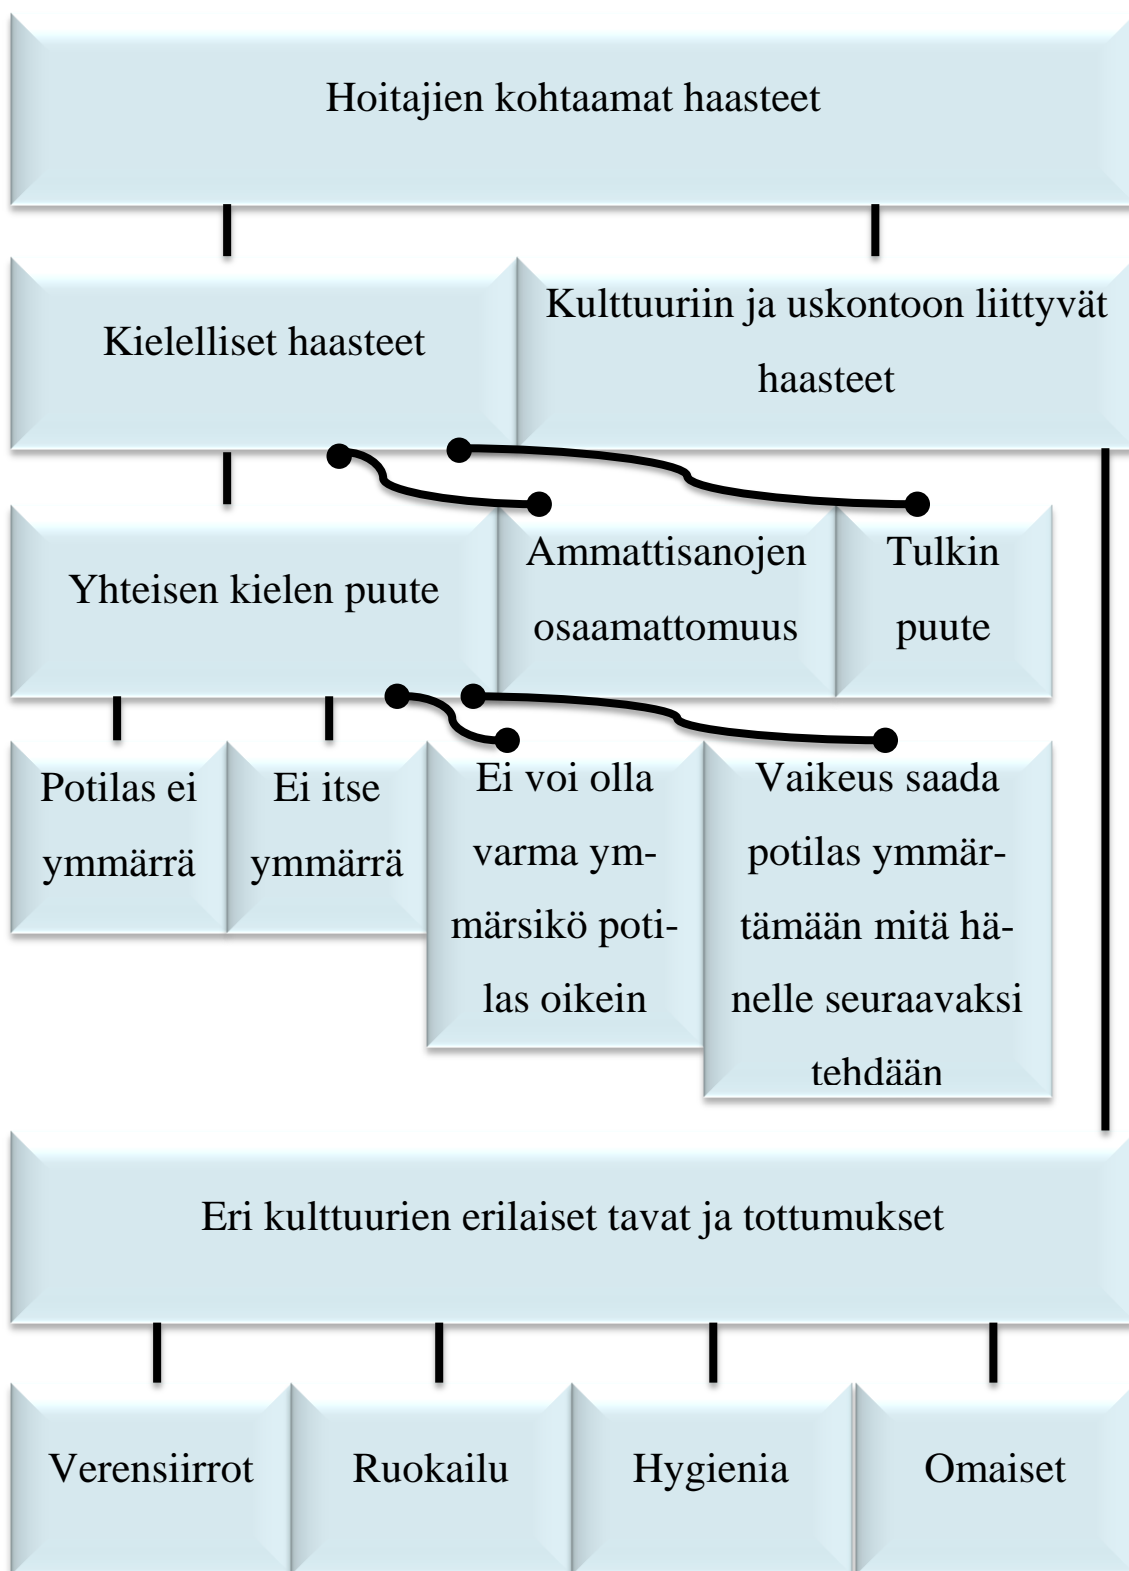 Hoitajien kohtaamat haasteet
Kielelliset haasteet
Kulttuuriin ja uskontoon liittyvät
haasteet
Yhteisen kielen puute
Ammattisanojen
osaamattomuus
Tulkin
puute
Potilas ei
ymmärrä
Ei itse
ymmärrä
Ei voi olla
varma ym-
märsikö poti-
las oikein
Vaikeus saada
potilas ymmär-
tämään mitä hä-
nelle seuraavaksi
tehdään
Eri kulttuurien erilaiset tavat ja tottumukset
Verensiirrot
Ruokailu
Hygienia
Omaiset